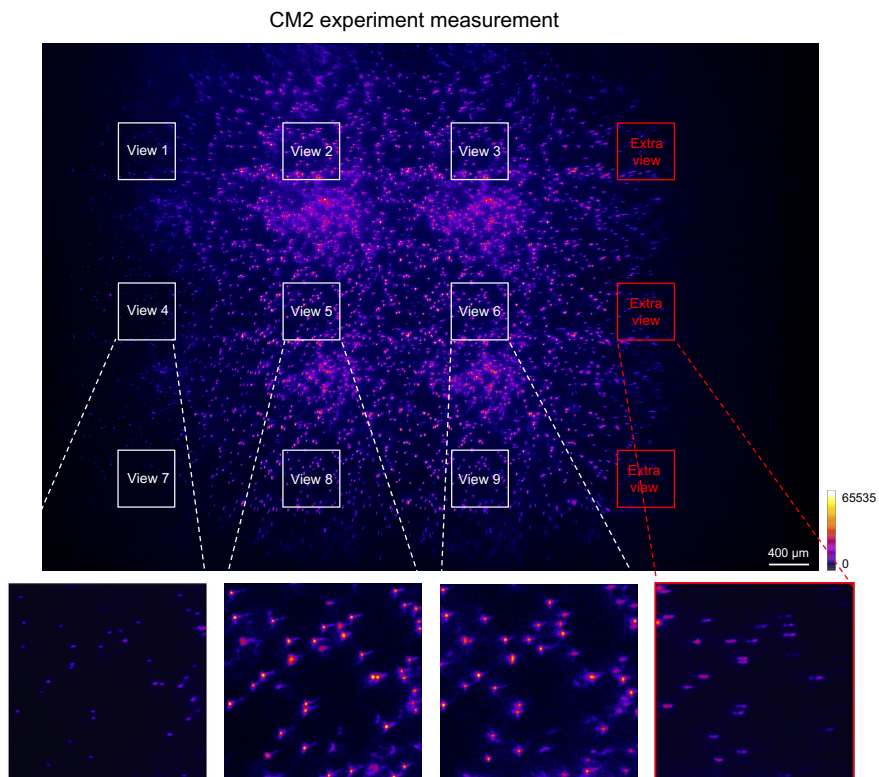 CM2 experiment measurement
View 1
View 2
View 3
Extra
view
View 4
View 5
View 6
Extra
view
View 7
View 8
View 9
Extra
view
65535
0
400 µm